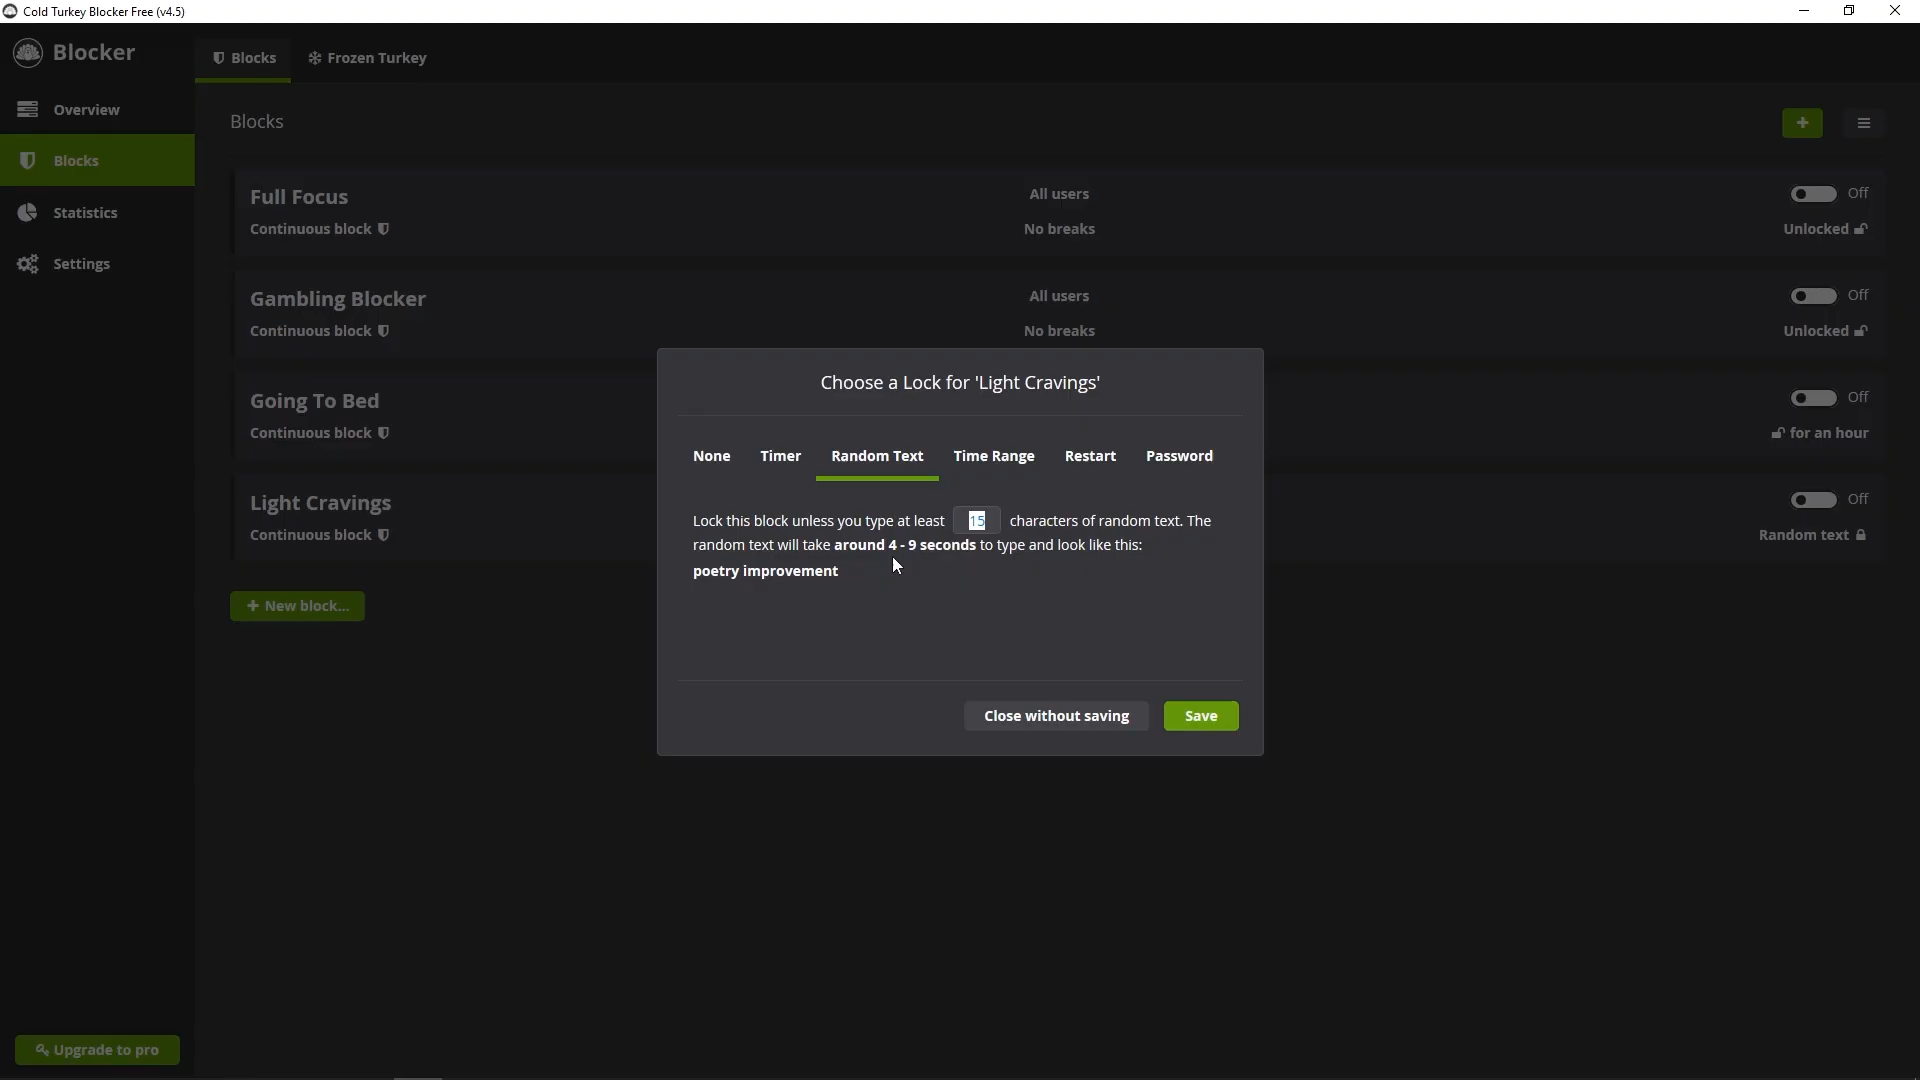 Cold Turkey Blocker Free (v4.5)
Blocker
Blocks
Frozen Turkey
Overview
Blocks
Statistics
Settings
Blocks
+
Full Focus
All users
Off
Continuous block
No breaks
Unlocked
Gambling Blocker
All users
Off
Continuous block
No breaks
Unlocked
Going To Bed
Off
Continuous block
for an hour
Light Cravings
Off
Continuous block
Random text
+ New block...
Choose a Lock for 'Light Cravings'
None
Timer
Random Text
Time Range
Restart
Password
Lock this block unless you type at least 15 characters of random text. The
random text will take around 4 - 9 seconds to type and look like this:
poetry improvement
Close without saving
Save
Upgrade to pro